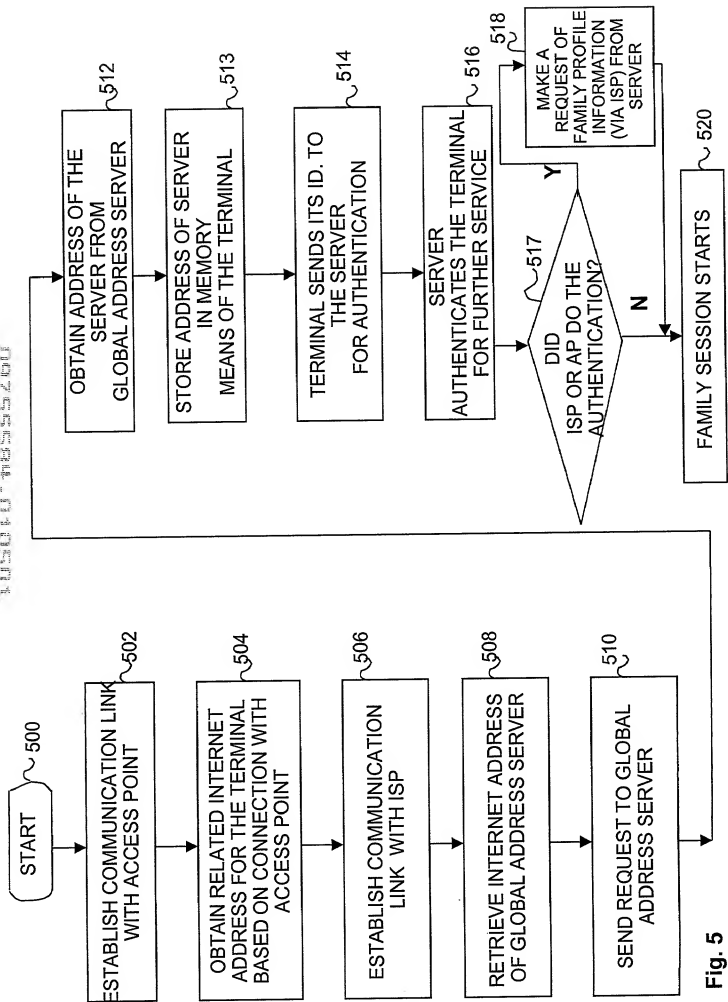 START
500
ESTABLISH COMMUNICATION LINK
WITH ACCESS POINT
502
OBTAIN RELATED INTERNET
ADDRESS FOR THE TERMINAL
BASED ON CONNECTION WITH
ACCESS POINT
504
ESTABLISH COMMUNICATION
LINK WITH ISP
506
RETRIEVE INTERNET ADDRESS
OF GLOBAL ADDRESS SERVER
508
SEND REQUEST TO GLOBAL
ADDRESS SERVER
510
OBTAIN ADDRESS OF THE
SERVER FROM
GLOBAL ADDRESS SERVER
512
STORE ADDRESS OF SERVER
IN MEMORY
MEANS OF THE TERMINAL
513
TERMINAL SENDS ITS ID. TO
THE SERVER
FOR AUTHENTICATION
514
SERVER
AUTHENTICATES THE TERMINAL
FOR FURTHER SERVICE
516
DID
ISP OR AP DO THE
AUTHENTICATION?
517
Y
MAKE A
REQUEST OF
FAMILY PROFILE
INFORMATION
(VIA ISP) FROM
SERVER
518
N
FAMILY SESSION STARTS
520
Fig. 5